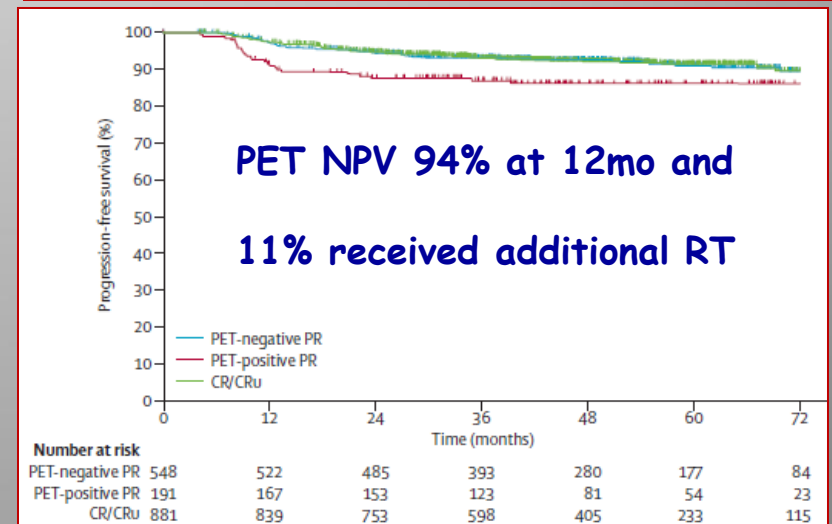 100
90
80
70
60
50
40
30
20
10
0
Progression-free survival (%)
PET NPV 94% at 12mo and
11% received additional RT
PET-negative PR
PET-positive PR
CR/CRu
0 12 24 36 48 60 72
Time (months)
Number at risk
PET-negative PR 548 522 485 393 280 177 84
PET-positive PR 191 167 153 123 81 54 23
CR/CRu 881 839 753 598 405 233 115